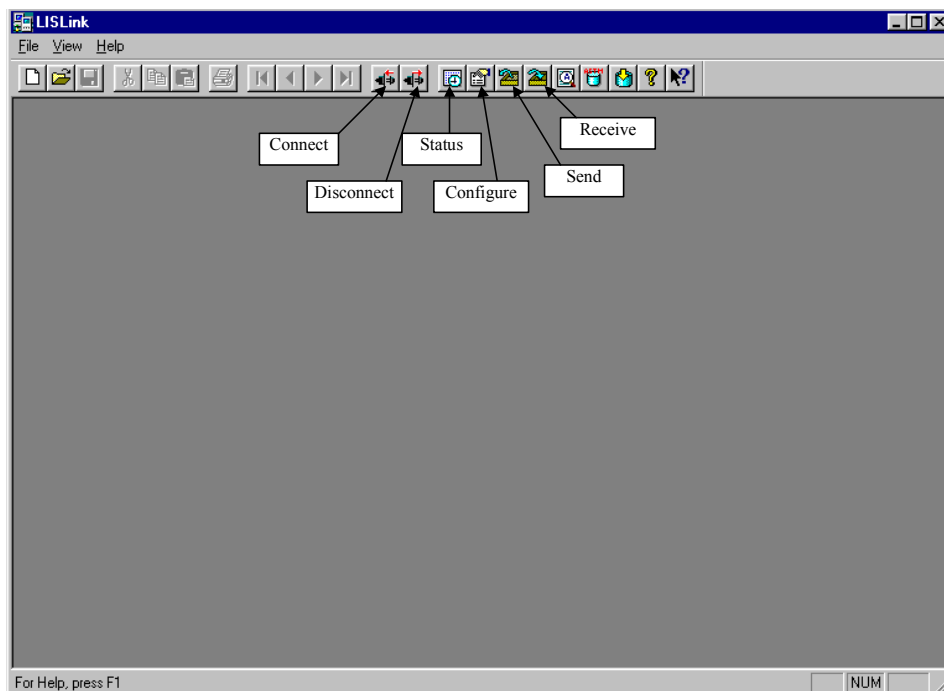 LISLink
File View Help
Connect
Status
Receive
Disconnect
Configure
Send
For Help, press F1
NUM